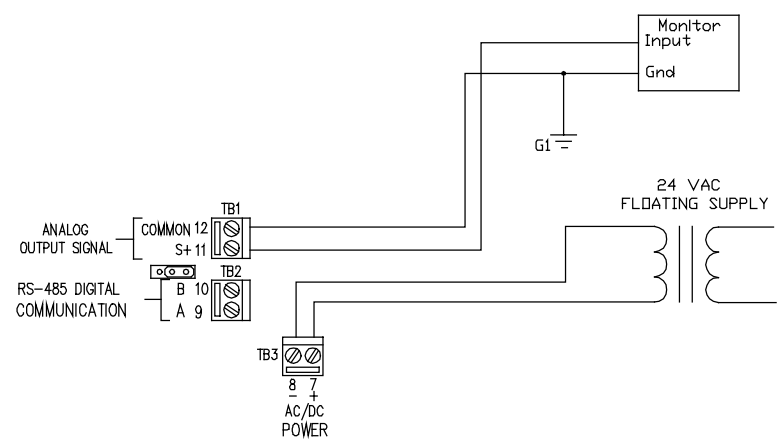 Monitor
Input
Gnd
G1
24 VAC
FLOATING SUPPLY
TB1
ANALOG
OUTPUT SIGNAL
COMMON 12
S+ 11
TB2
RS-485 DIGITAL
COMMUNICATION
B 10
A 9
TB3
8 7
- +
AC/DC
POWER